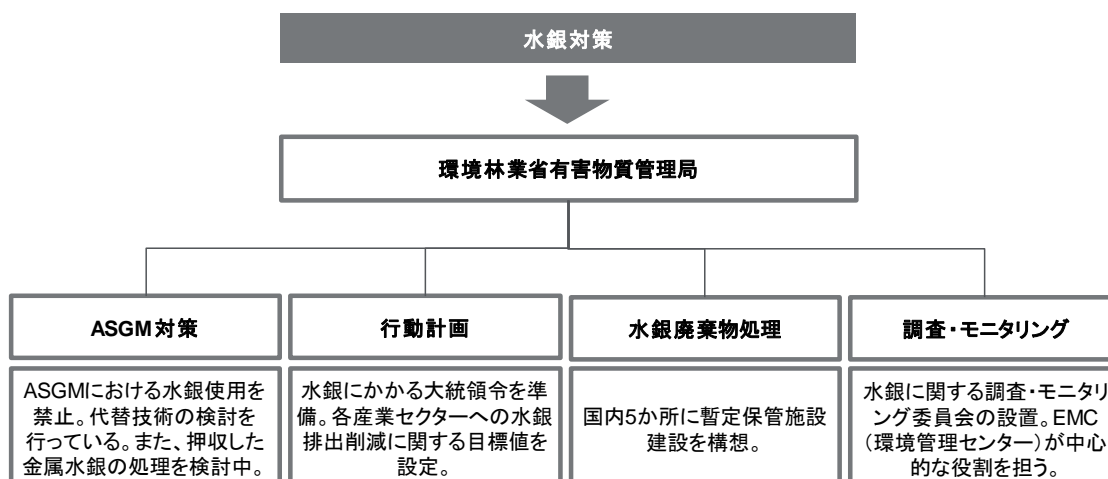 水銀対策
環境林業省有害物質管理局
ASGM対策
行動計画
水銀廃棄物処理
調査・モニタリング
ASGMにおける水銀使用を
禁止。代替技術の検討を
行っている。また、押収した
金属水銀の処理を検討中。
水銀にかかる大統領令を準
備。各産業セクターへの水銀
排出削減に関する目標値を
設定。
国内5か所に暫定保管施設
建設を構想。
水銀に関する調査・モニタリ
ング委員会の設置。EMC
（環境管理センター）が中心
的な役割を担う。